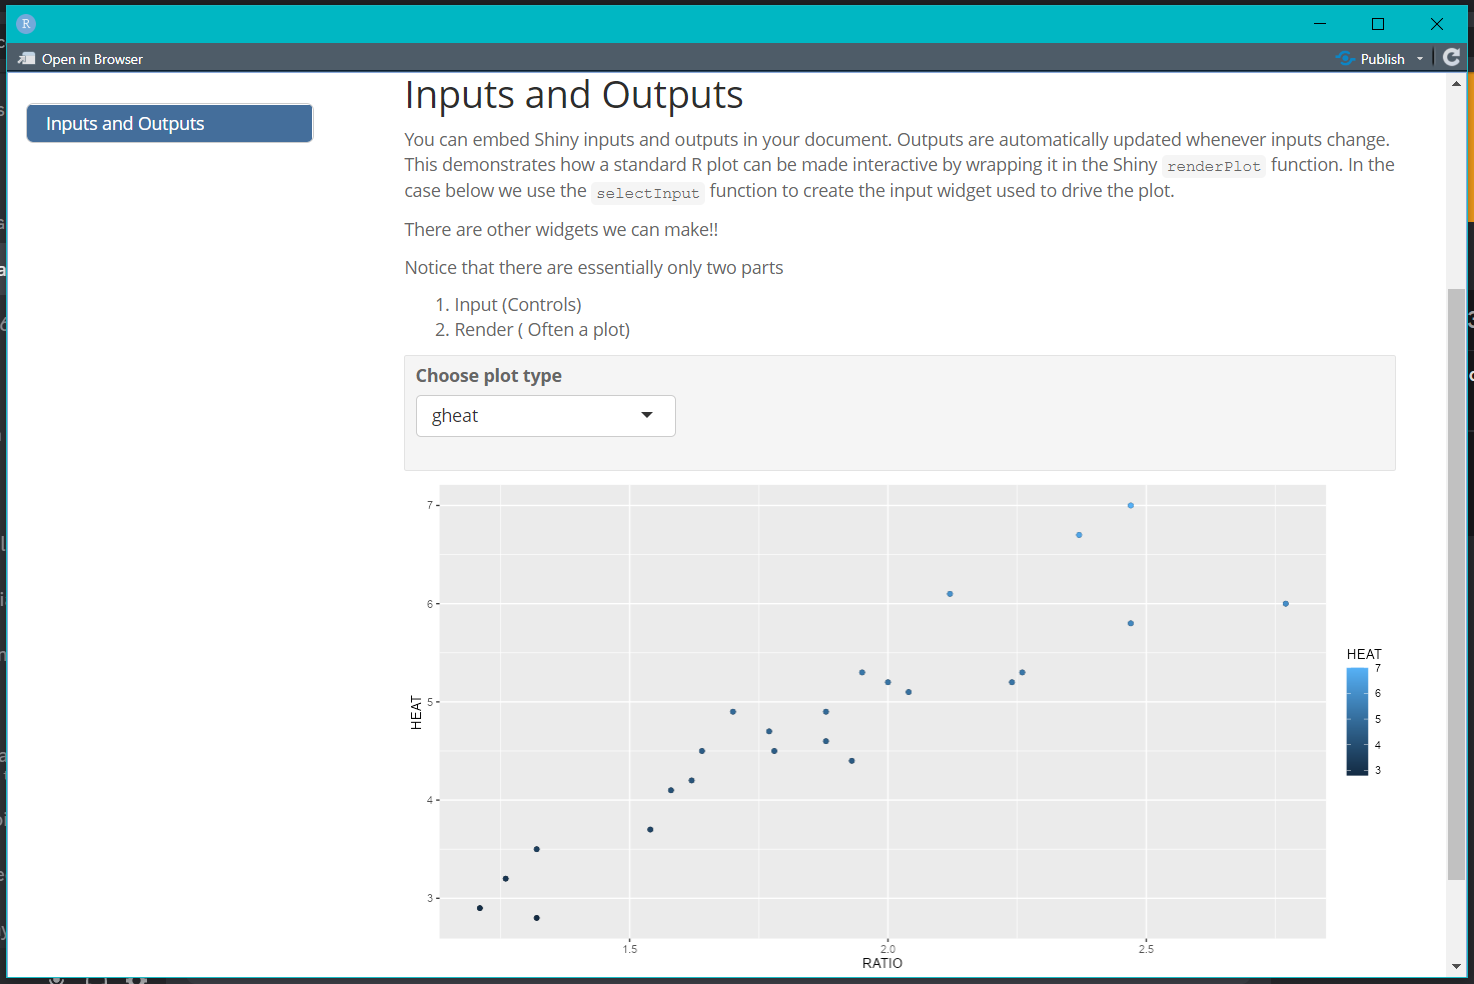 R
Open in Browser
Publish
Inputs and Outputs
Inputs and Outputs
You can embed Shiny inputs and outputs in your document. Outputs are automatically updated whenever inputs change.
This demonstrates how a standard R plot can be made interactive by wrapping it in the Shiny renderPlot function. In the
case below we use the selectInput function to create the input widget used to drive the plot.
There are other widgets we can make!!
Notice that there are essentially only two parts
1. Input (Controls)
2. Render ( Often a plot)
Choose plot type
gheat
7
6
5
4
3
HEAT
1.5
2.0
2.5
RATIO
HEAT
7
6
5
4
3